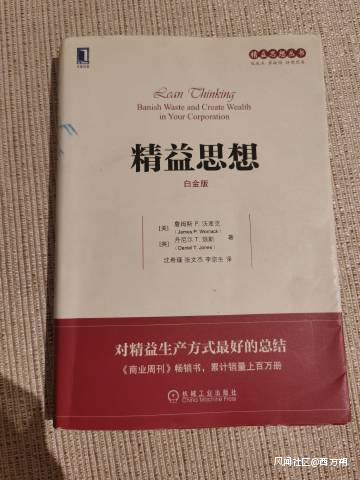 精益思想丛书
Lean Thinking
Banish Waste and Create Wealth
in Your Corporation
精益思想
白金版
[美] 詹姆斯 P. 沃麦克
(James P. Womack)
[英] 丹尼尔 T. 琼斯 著
(Daniel T. Jones)
沈希瑾 张文杰 李京生 译
对精益生产方式最好的总结
《商业周刊》畅销书，累计销量上百万册
机械工业出版社
China Machine Press
风闻社区@西方朔